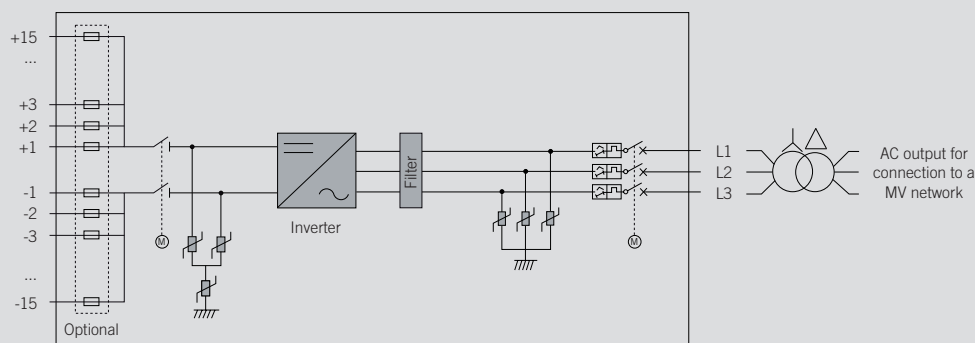 +15
...
+3
+2
+1
-1
-2
-3
...
-15
Optional
M
Inverter
Filter
M
L1
L2
L3
AC output for
connection to a
MV network